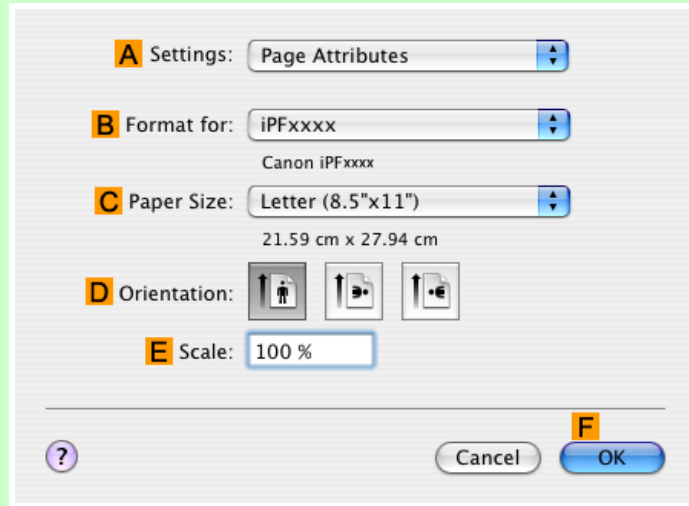 A Settings: Page Attributes
B Format for: iPFxxxx
Canon iPFxxxx
C Paper Size: Letter (8.5"x11")
21.59 cm x 27.94 cm
D Orientation:
E Scale: 100 %
F
? Cancel OK